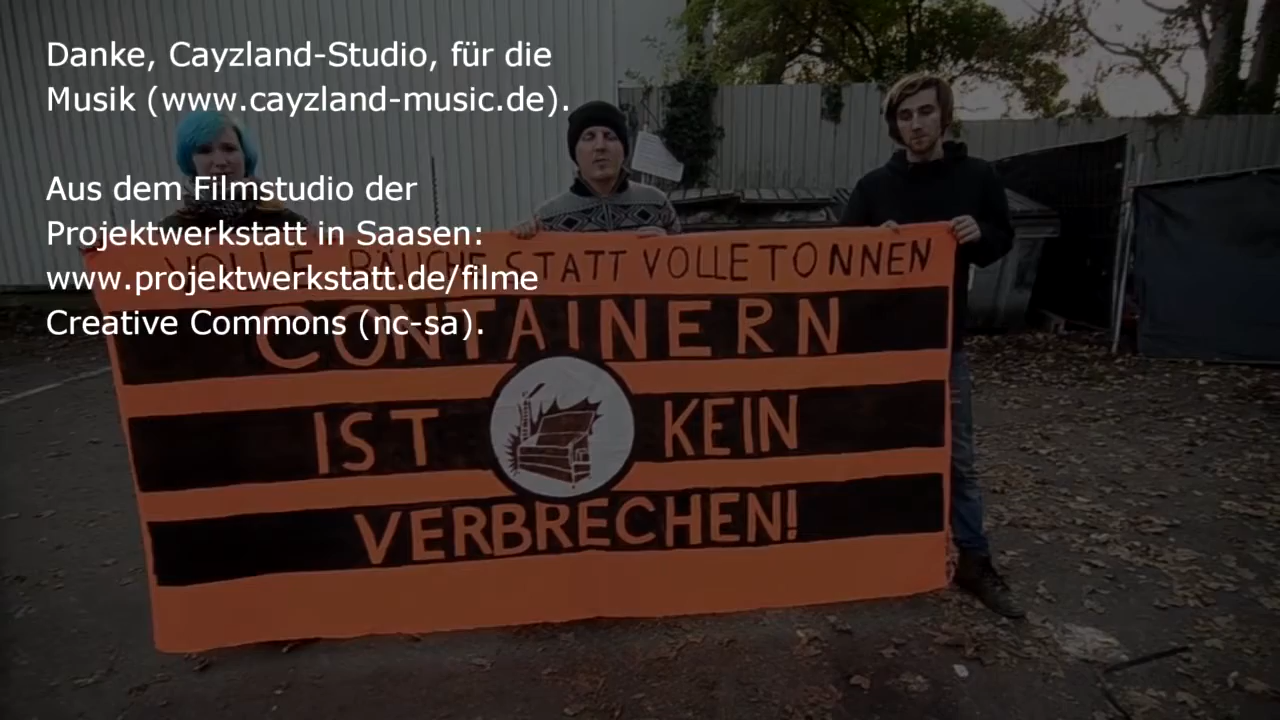 Danke, Cayzland-Studio, für die
Musik (www.cayzland-music.de).
Aus dem Filmstudio der
Projektwerkstatt in Saasen:
www.projektwerkstatt.de/filme
Creative Commons (nc-sa).
VOLLE BÄUCHE STATT VOLLE TONNEN
CONTAINERN
IST KEIN
VERBRECHEN!